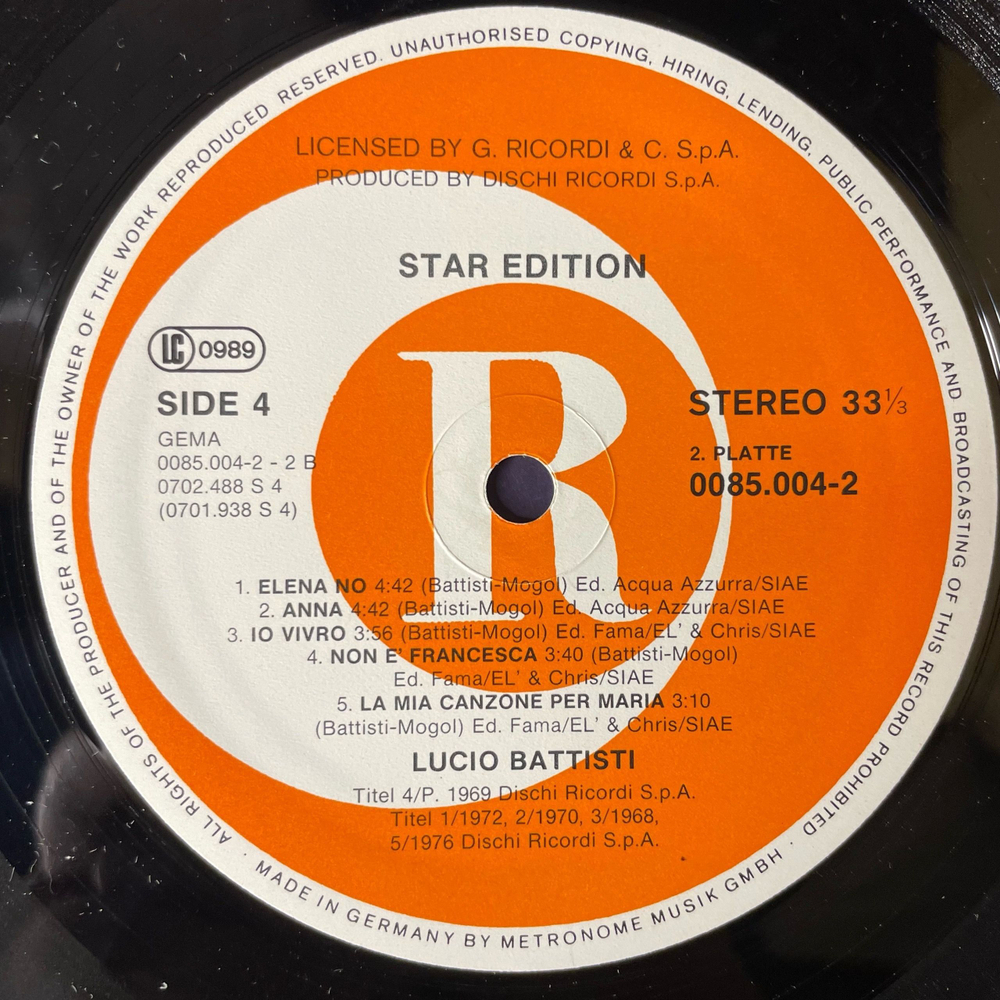 ALL RIGHTS OF THE PRODUCER AND OF THE OWNER OF THE WORK REPRODUCED RESERVED. UNAUTHORISED COPYING, HIRING, LENDING, PUBLIC PERFORMANCE AND BROADCASTING OF THIS RECORD PROHIBITED · MADE IN GERMANY BY METRONOME MUSIK GMBH ·
LICENSED BY G. RICORDI & C. S.p.A.
PRODUCED BY DISCHI RICORDI S.p.A.
STAR EDITION
R
LC 0989
SIDE 4
GEMA
0085.004-2 - 2 B
0702.488 S 4
(0701.938 S 4)
STEREO 33⅓
2. PLATTE
0085.004-2
1. ELENA NO 4:42 (Battisti-Mogol) Ed. Acqua Azzurra/SIAE
2. ANNA 4:42 (Battisti-Mogol) Ed. Acqua Azzurra/SIAE
3. IO VIVRO 3:56 (Battisti-Mogol) Ed. Fama/EL' & Chris/SIAE
4. NON E' FRANCESCA 3:40 (Battisti-Mogol)
Ed. Fama/EL' & Chris/SIAE
5. LA MIA CANZONE PER MARIA 3:10
(Battisti-Mogol) Ed. Fama/EL' & Chris/SIAE
LUCIO BATTISTI
Titel 4/P. 1969 Dischi Ricordi S.p.A.
Titel 1/1972, 2/1970, 3/1968,
5/1976 Dischi Ricordi S.p.A.